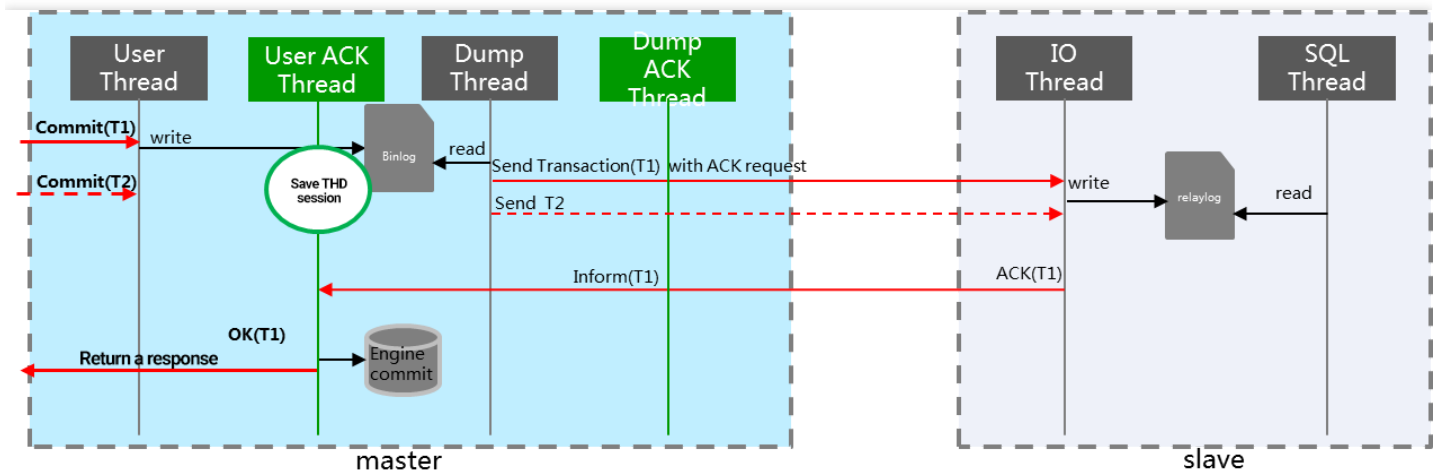 User
Thread
User ACK
Thread
Dump
Thread
Dump
ACK
Thread
IO
Thread
SQL
Thread
Commit(T1)
write
Binlog
read
Send Transaction(T1) with ACK request
Commit(T2)
Save THD
session
Send T2
write
relaylog
read
Inform(T1)
ACK(T1)
OK(T1)
Return a response
Engine
commit
master
slave